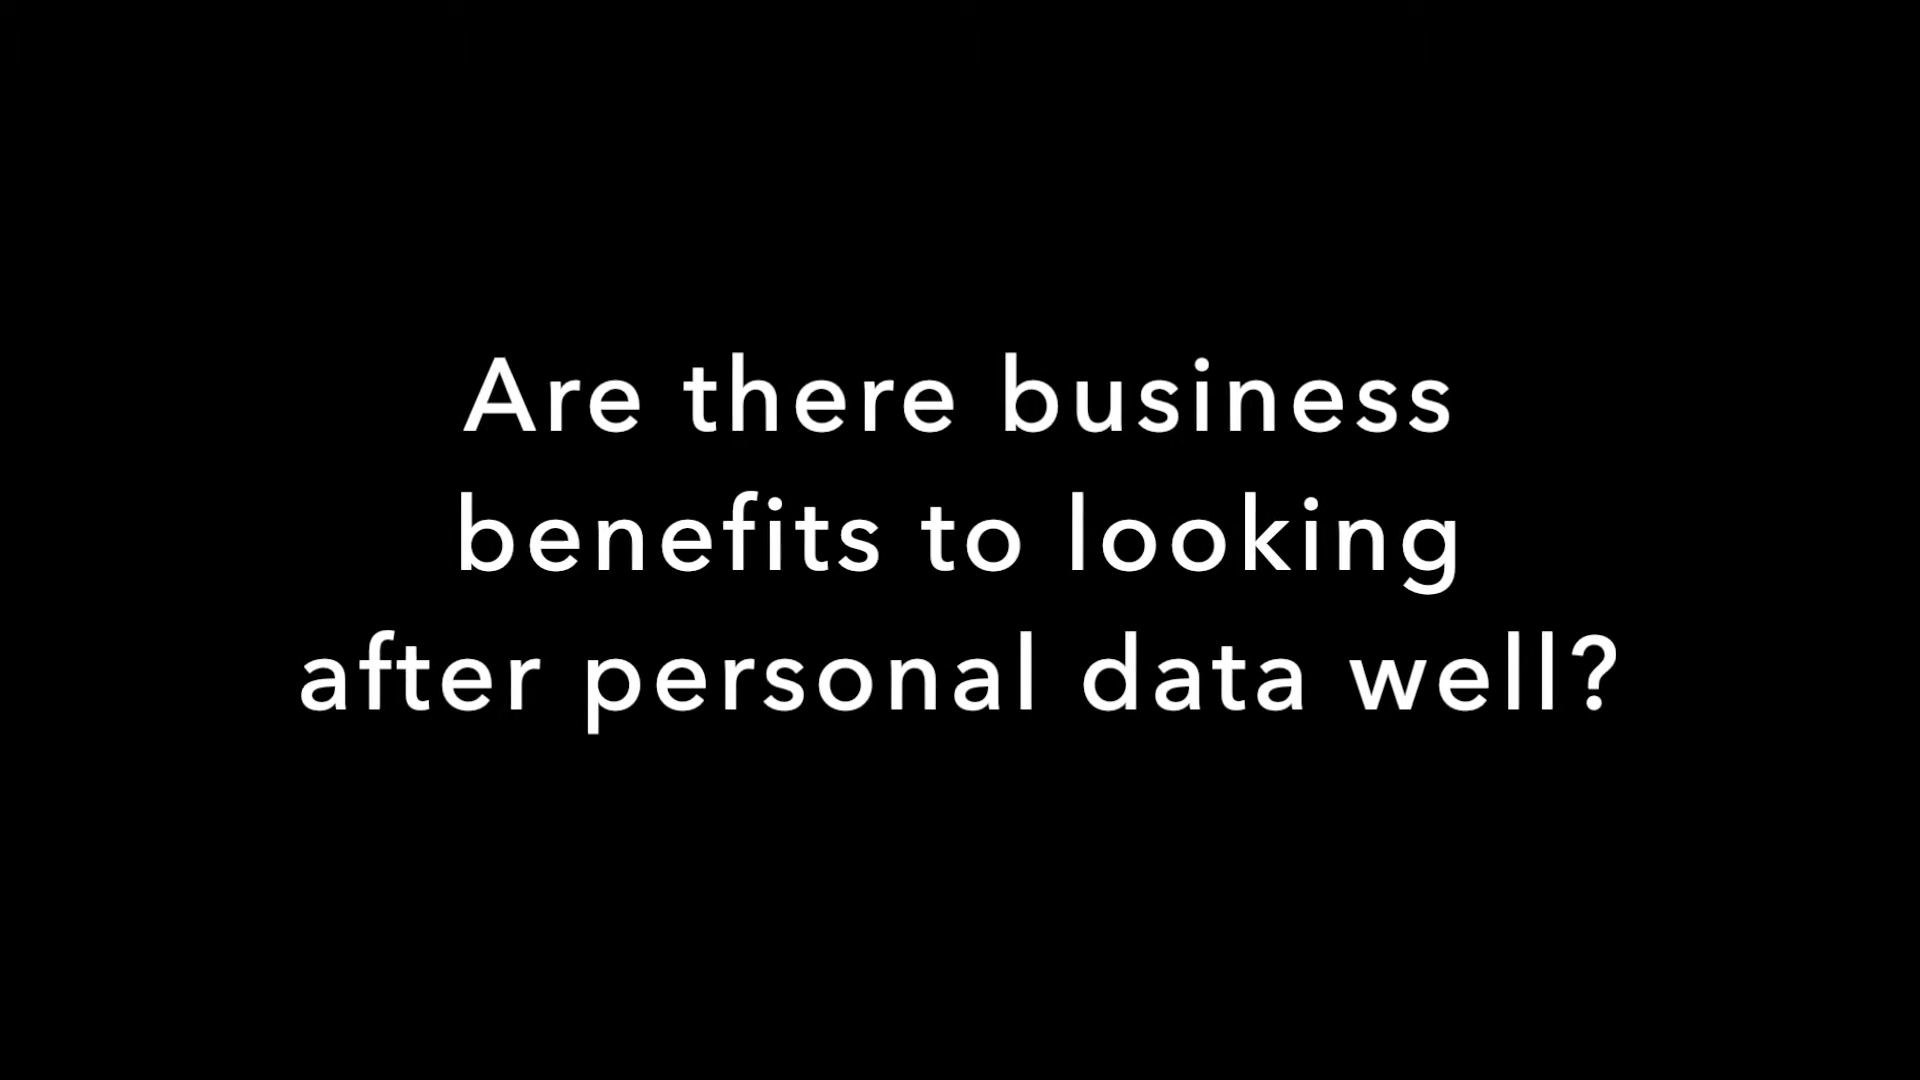 Are there business
benefits to looking
after personal data well?